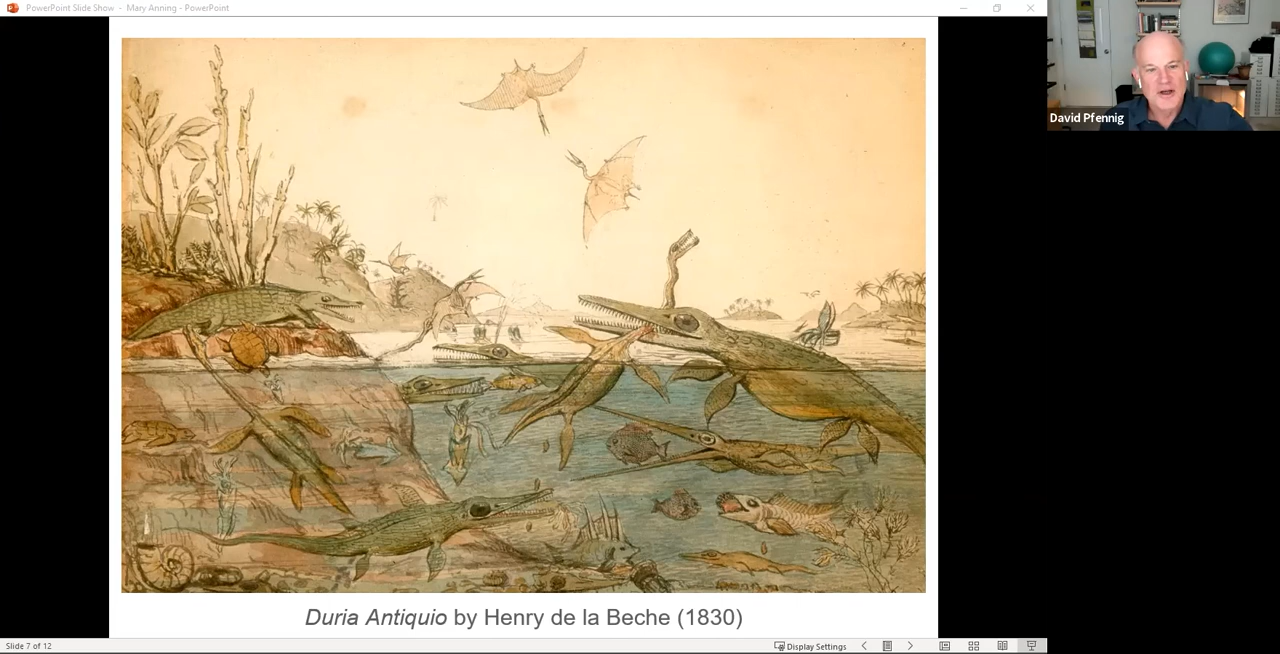 PowerPoint Slide Show - Mary Anning - PowerPoint
David Pfennig
Duria Antiquio by Henry de la Beche (1830)
Slide 7 of 12
Display Settings